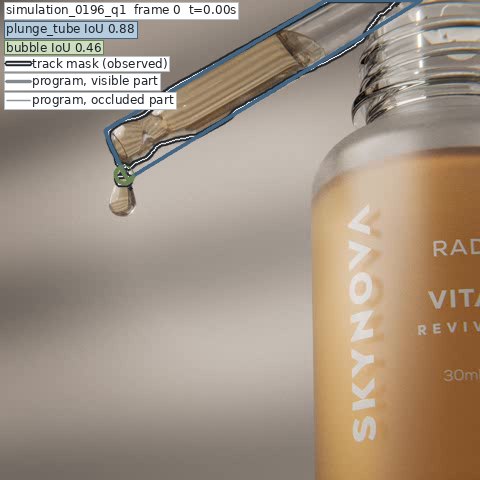 simulation_0196_q1 frame 0 t=0.00s
plunge_tube IoU 0.88
bubble IoU 0.46
track mask (observed)
program, visible part
program, occluded part
SKYNOVA
RAD
VITA
REVIV
30ml